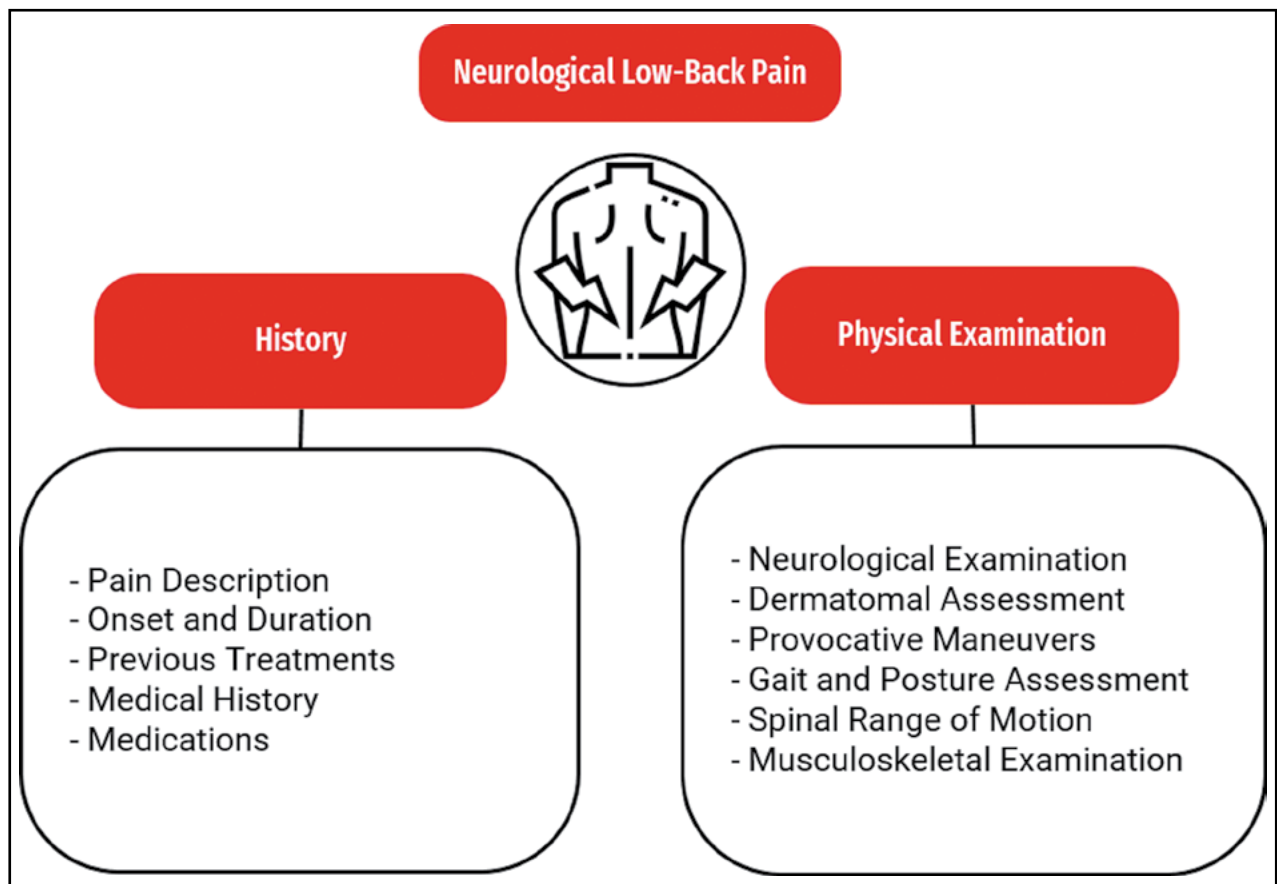 Neurological Low-Back Pain
History
- Pain Description
- Onset and Duration
- Previous Treatments
- Medical History
- Medications
Physical Examination
- Neurological Examination
- Dermatomal Assessment
- Provocative Maneuvers
- Gait and Posture Assessment
- Spinal Range of Motion
- Musculoskeletal Examination